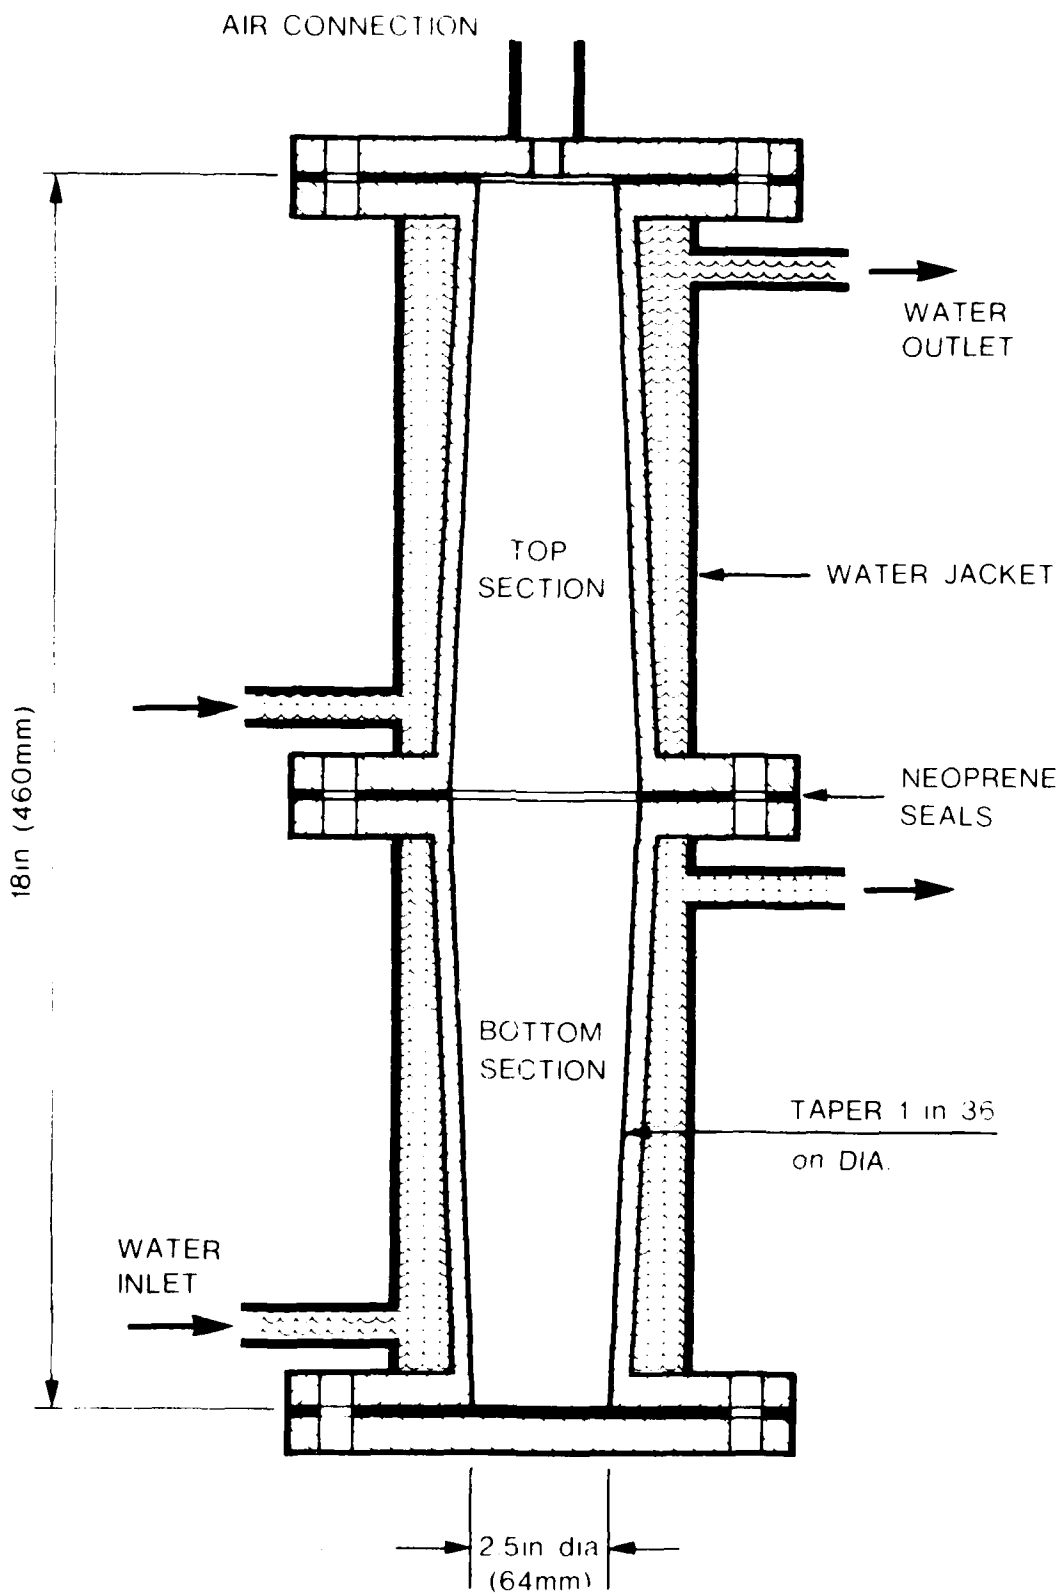 AIR CONNECTION
WATER
OUTLET
TOP
SECTION
WATER JACKET
18in (460mm)
NEOPRENE
SEALS
BOTTOM
SECTION
TAPER 1 in 36
on DIA.
WATER
INLET
2.5in dia
(64mm)